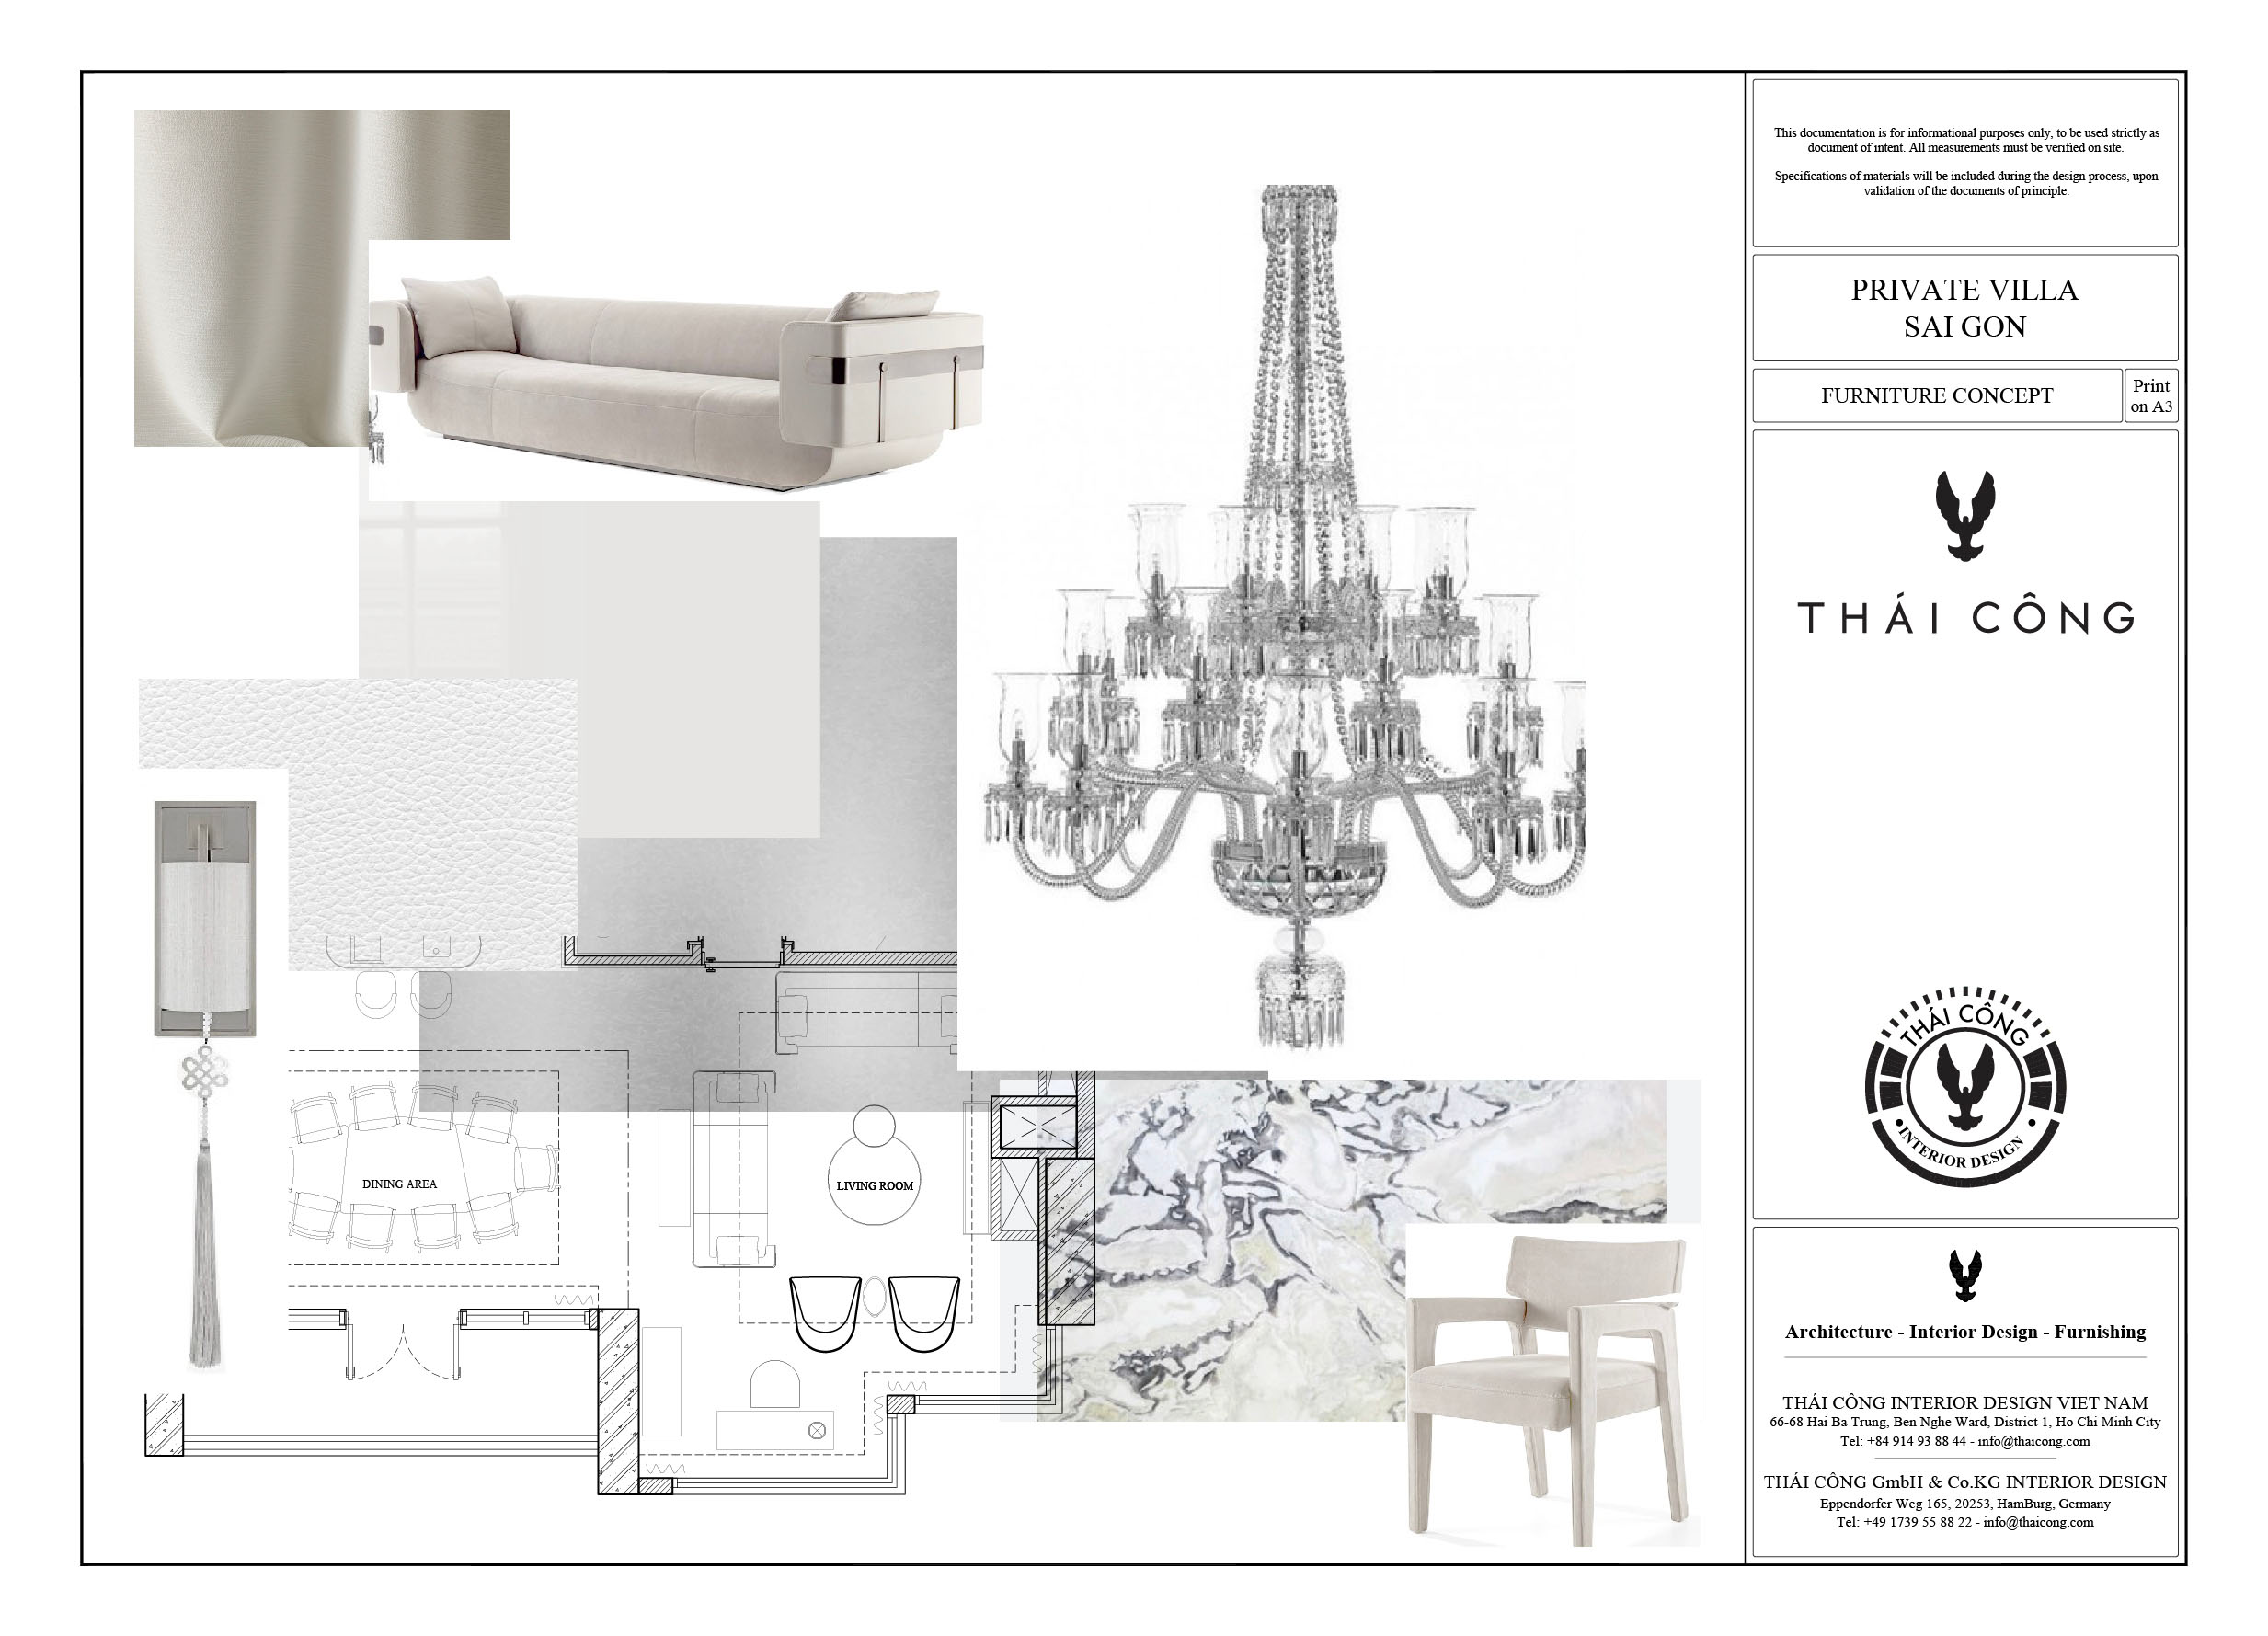 This documentation is for informational purposes only, to be used strictly as
document of intent. All measurements must be verified on site.
Specifications of materials will be included during the design process, upon
validation of the documents of principle.
PRIVATE VILLA
SAI GON
FURNITURE CONCEPT
Print
on A3
THÁI CÔNG
THÁI CÔNG
INTERIOR DESIGN
Architecture - Interior Design - Furnishing
THÁI CÔNG INTERIOR DESIGN VIET NAM
66-68 Hai Ba Trung, Ben Nghe Ward, District 1, Ho Chi Minh City
Tel: +84 914 93 88 44 - info@thaicong.com
THÁI CÔNG GmbH & Co.KG INTERIOR DESIGN
Eppendorfer Weg 165, 20253, HamBurg, Germany
Tel: +49 1739 55 88 22 - info@thaicong.com
DINING AREA
LIVING ROOM